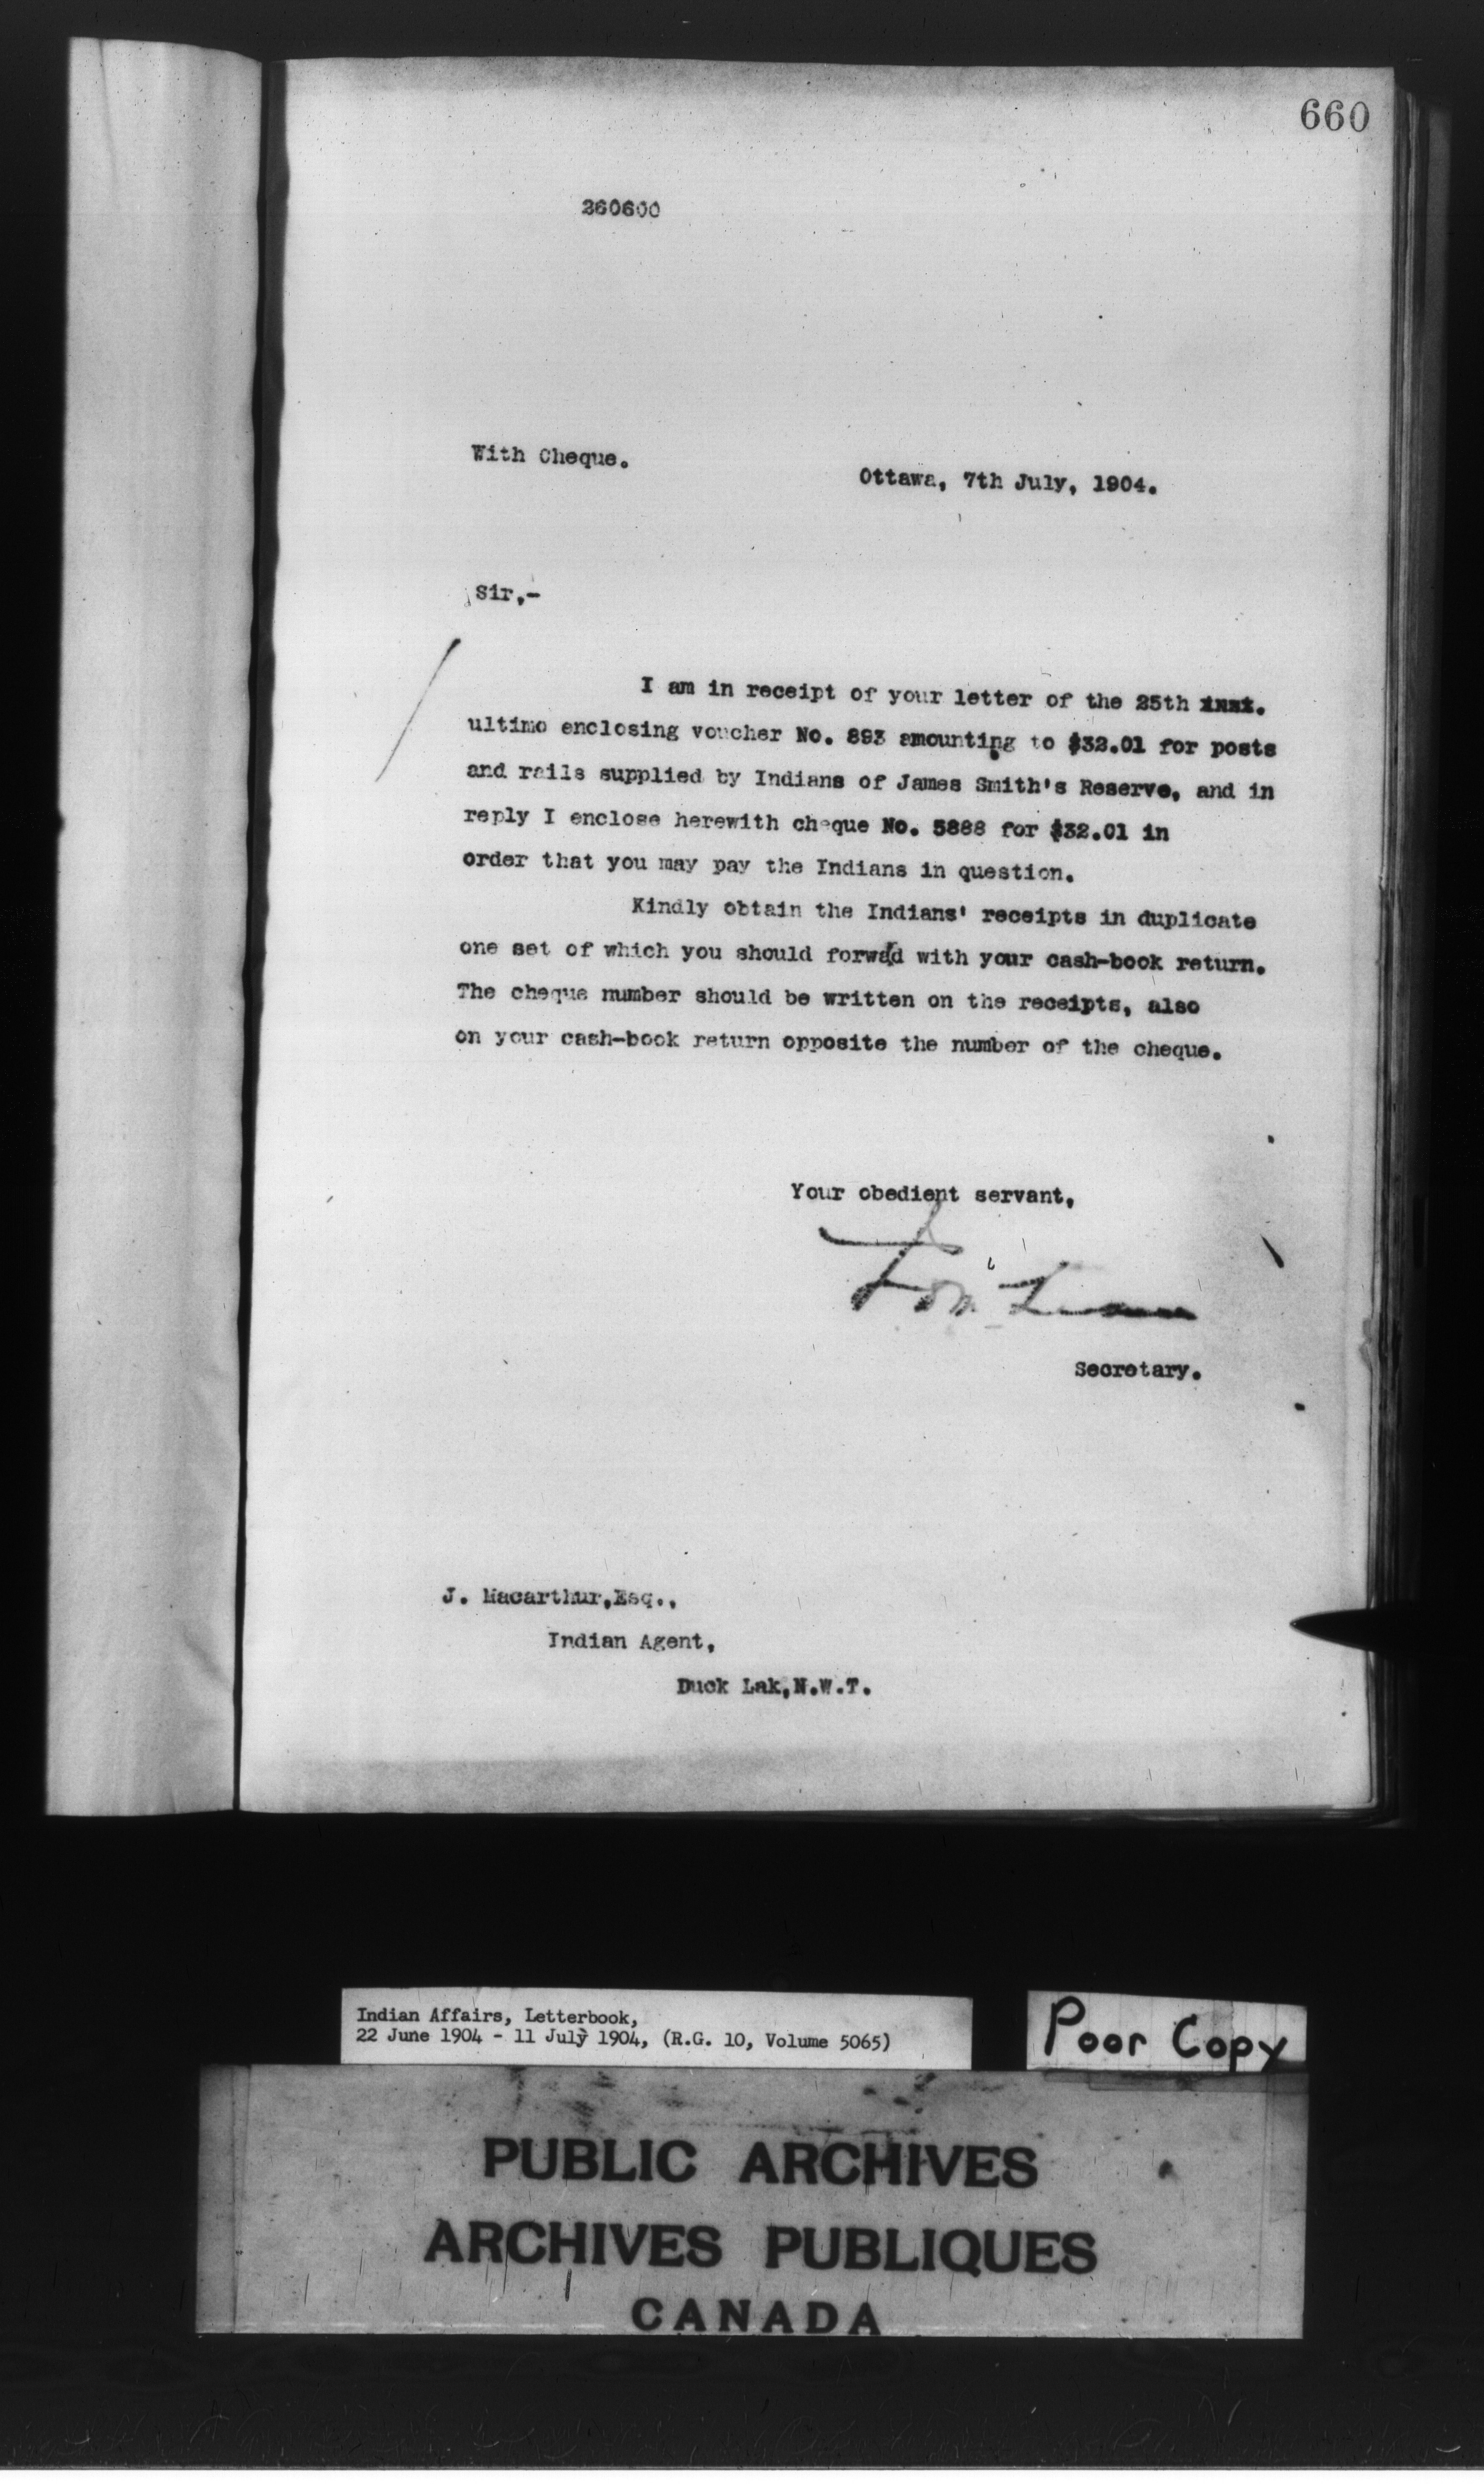 660
260600
With Cheque.
Ottawa, 7th July, 1904.
Sir,-
I am in receipt of your letter of the 25th inst.
ultimo enclosing voucher No. 893 amounting to $32.01 for posts
and rails supplied by Indians of James Smith's Reserve, and in
reply I enclose herewith cheque No. 5888 for $32.01 in
order that you may pay the Indians in question.
Kindly obtain the Indians' receipts in duplicate
one set of which you should forward with your cash-book return.
The cheque number should be written on the receipts, also
on your cash-book return opposite the number of the cheque.
Your obedient servant,
Secretary.
J. Macarthur,Esq.,
Indian Agent,
Duck Lak,N.W.T.
Indian Affairs, Letterbook,
22 June 1904 - 11 July 1904, (R.G. 10, Volume 5065)
Poor Copy
PUBLIC ARCHIVES
ARCHIVES PUBLIQUES
CANADA